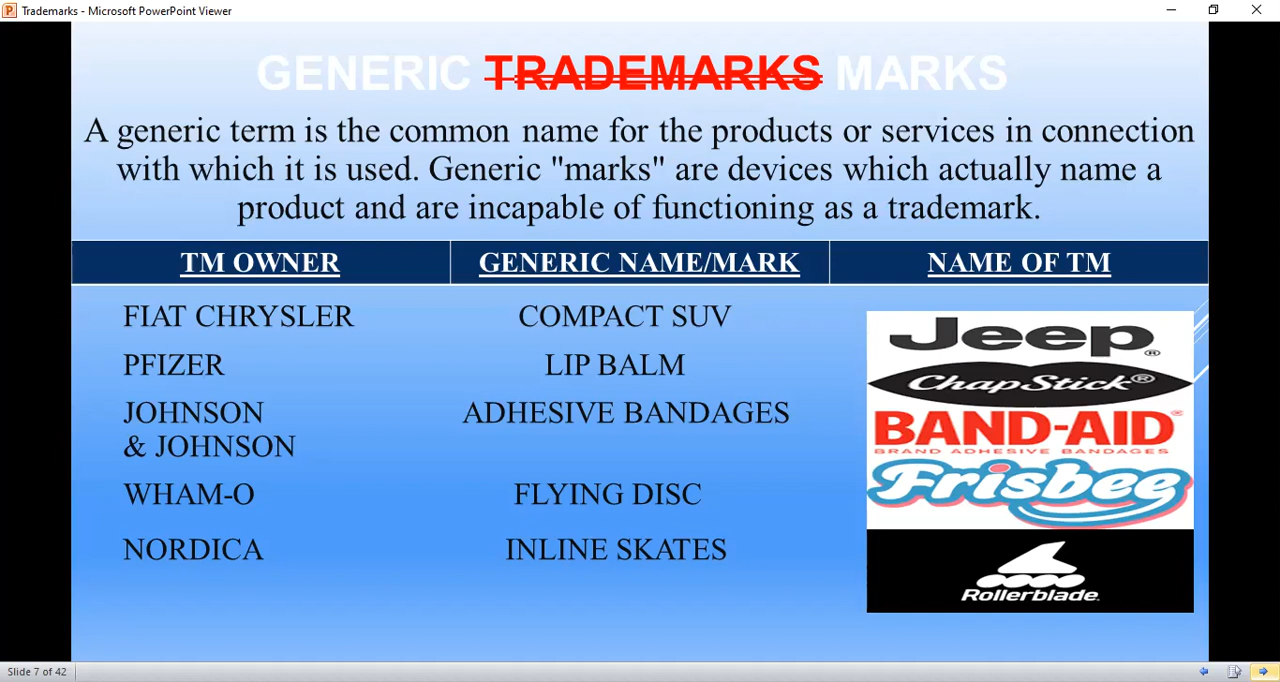 Trademarks - Microsoft PowerPoint Viewer
GENERIC TRADEMARKS MARKS
A generic term is the common name for the products or services in connection
with which it is used. Generic "marks" are devices which actually name a
product and are incapable of functioning as a trademark.
TM OWNER GENERIC NAME/MARK NAME OF TM
FIAT CHRYSLER COMPACT SUV Jeep®
PFIZER LIP BALM ChapStick®
JOHNSON ADHESIVE BANDAGES BAND-AID®
& JOHNSON BRAND ADHESIVE BANDAGES
WHAM-O FLYING DISC Frisbee
NORDICA INLINE SKATES Rollerblade.
Slide 7 of 42